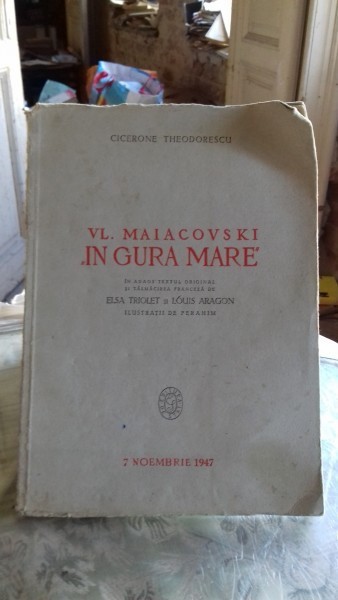 CICERONE THEODORESCU
VL. MAIACOVSKI
„IN GURA MARE"
ÎN ADAOS TEXTUL ORIGINAL
ȘI TĂLMĂCIREA FRANCEZĂ DE
ELSA TRIOLET ȘI LOUIS ARAGON
ILUSTRAȚII DE PERAHIM
7 NOEMBRIE 1947